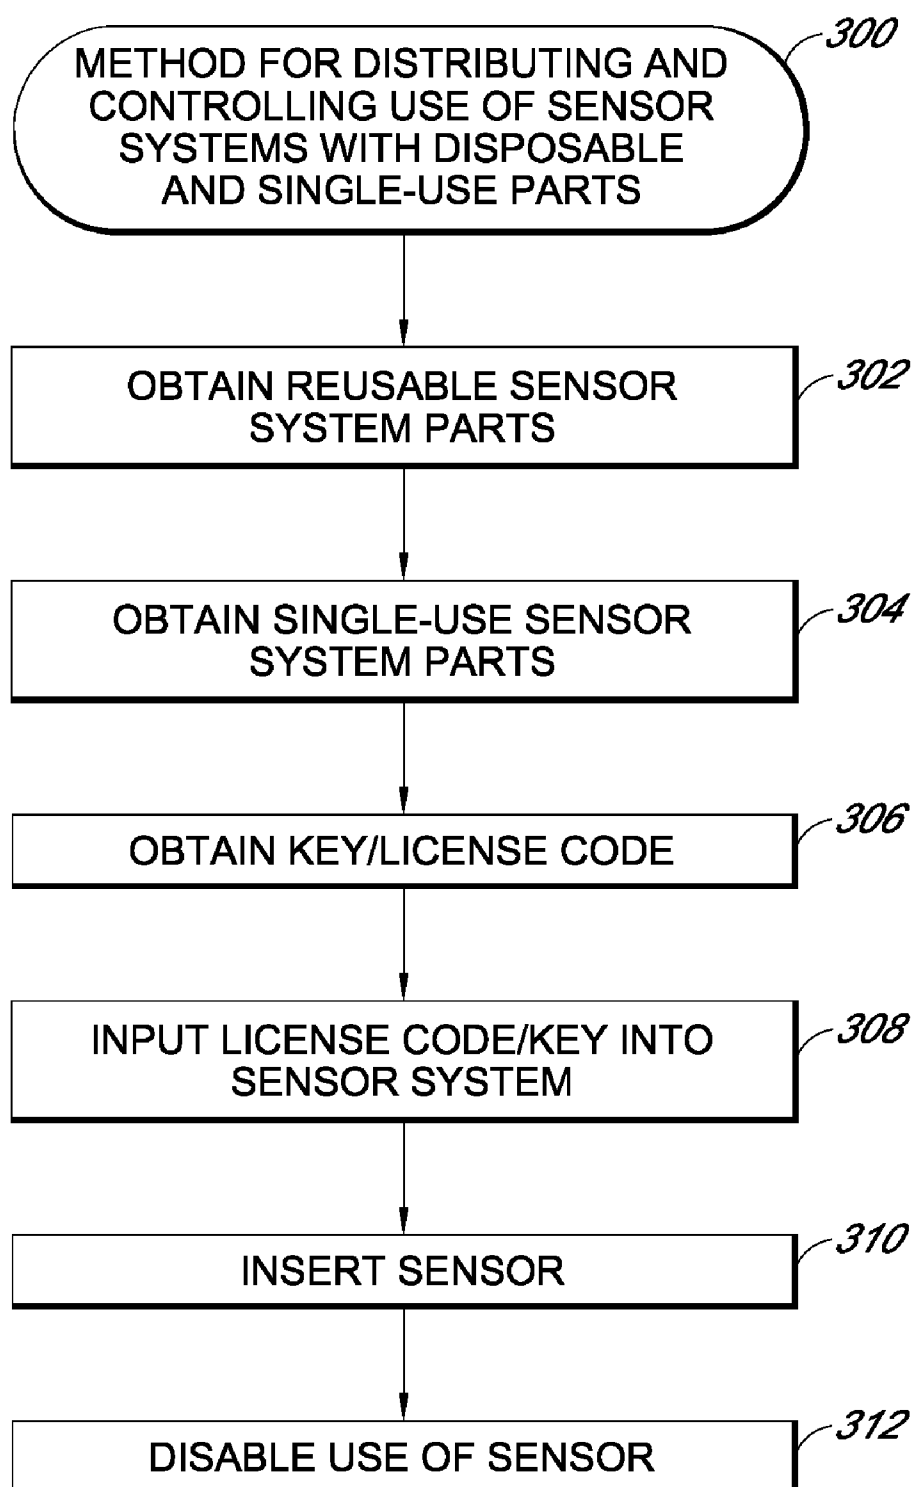 300
METHOD FOR DISTRIBUTING AND
CONTROLLING USE OF SENSOR
SYSTEMS WITH DISPOSABLE
AND SINGLE-USE PARTS
302
OBTAIN REUSABLE SENSOR
SYSTEM PARTS
304
OBTAIN SINGLE-USE SENSOR
SYSTEM PARTS
306
OBTAIN KEY/LICENSE CODE
308
INPUT LICENSE CODE/KEY INTO
SENSOR SYSTEM
310
INSERT SENSOR
312
DISABLE USE OF SENSOR